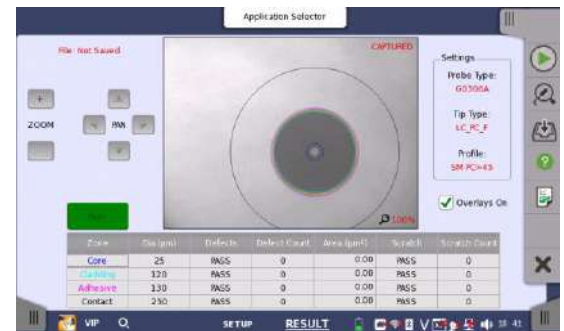 Application Selector
File: Not Saved
CAPTURED
Settings
Probe Type:
G0306A
Tip Type:
LC_PC_F
Profile:
SM PC>45
ZOOM
PAN
Overlays On
100%
Zone Dia (µm) Defects Defect Count Area (µm²) Scratch Scratch Count
Core 25 PASS 0 0.00 PASS 0
Cladding 120 PASS 0 0.00 PASS 0
Adhesive 130 PASS 0 0.00 PASS 0
Contact 250 PASS 0 0.00 PASS 0
VIP SETUP RESULT